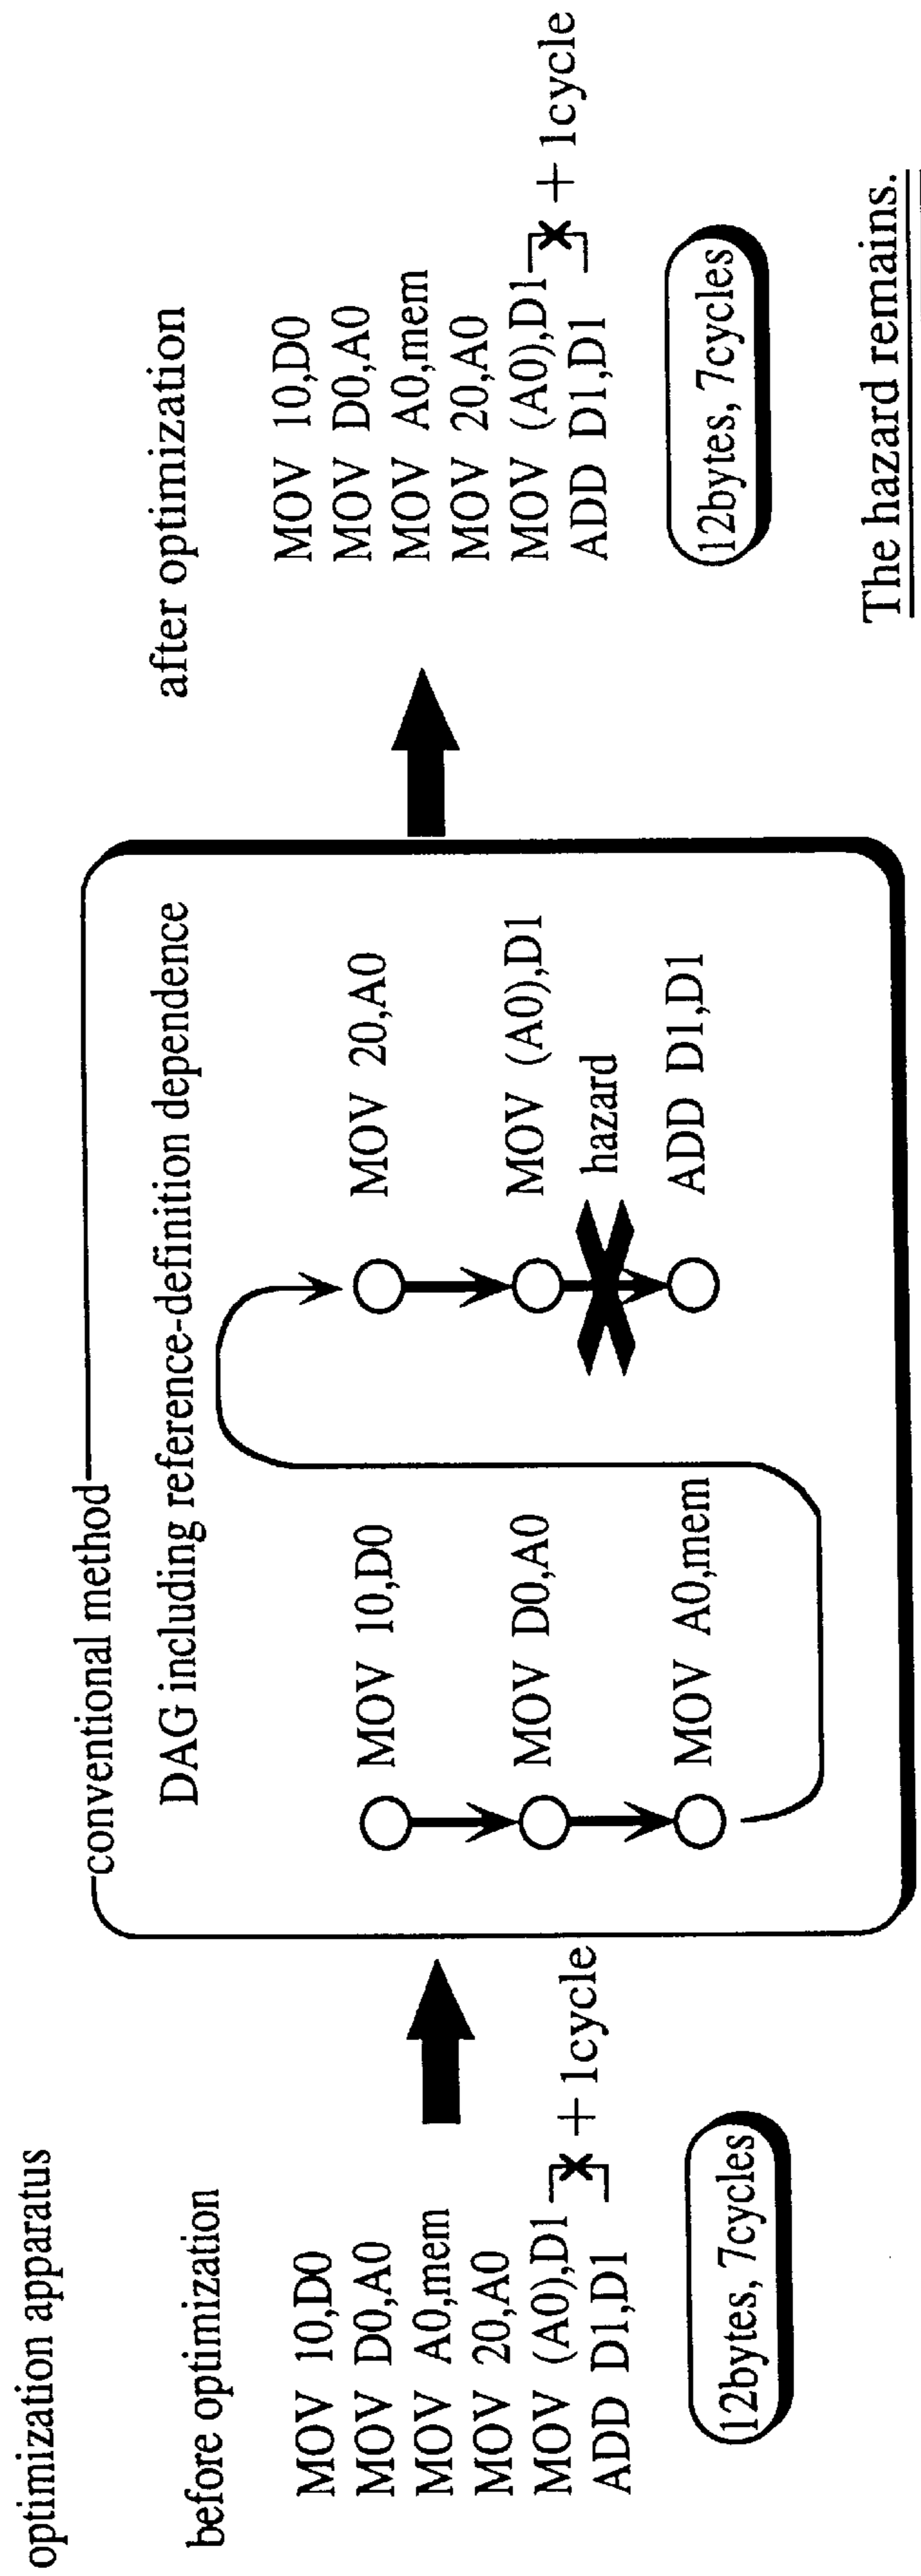 optimization apparatus
before optimization
MOV 10,D0
MOV D0,A0
MOV A0,mem
MOV 20,A0
MOV (A0),D1
ADD D1,D1
+1cycle
12bytes, 7cycles
conventional method
DAG including reference-definition dependence
MOV 10,D0
MOV D0,A0
MOV A0,mem
MOV 20,A0
MOV (A0),D1
hazard
ADD D1,D1
after optimization
MOV 10,D0
MOV D0,A0
MOV A0,mem
MOV 20,A0
MOV (A0),D1
ADD D1,D1
+1cycle
12bytes, 7cycles
The hazard remains.